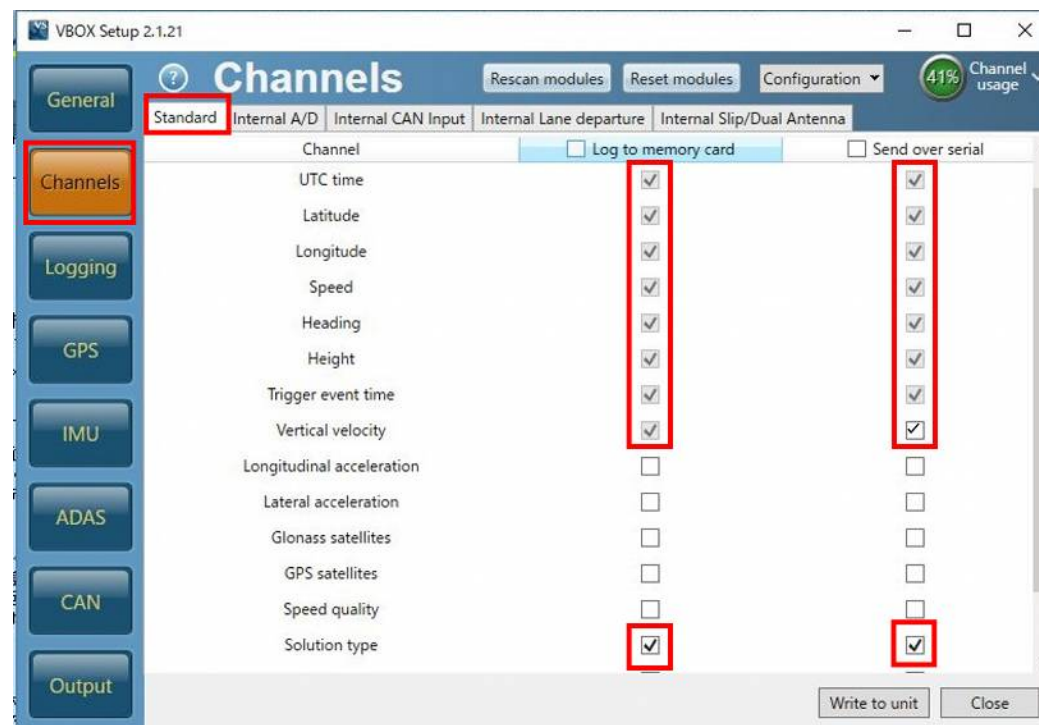 VBOX Setup 2.1.21
General
Channels
Logging
GPS
IMU
ADAS
CAN
Output
? Channels
Rescan modules
Reset modules
Configuration
41%
Channel
usage
Standard
Internal A/D
Internal CAN Input
Internal Lane departure
Internal Slip/Dual Antenna
Channel
Log to memory card
Send over serial
UTC time
Latitude
Longitude
Speed
Heading
Height
Trigger event time
Vertical velocity
Longitudinal acceleration
Lateral acceleration
Glonass satellites
GPS satellites
Speed quality
Solution type
Write to unit
Close